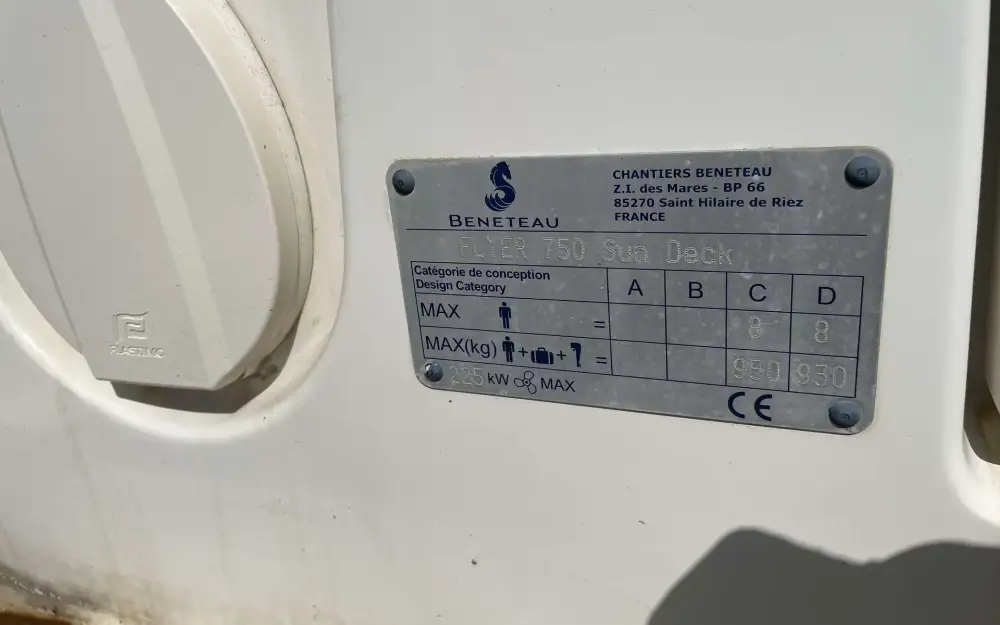 PLASTIMO
BENETEAU
CHANTIERS BENETEAU
Z.I. des Mares - BP 66
85270 Saint Hilaire de Riez
FRANCE
FLYER 750 Sun Deck
Catégorie de conception
Design Category
A B C D
MAX = 8 8
MAX(kg) + + = 930 930
225 kW MAX
CE